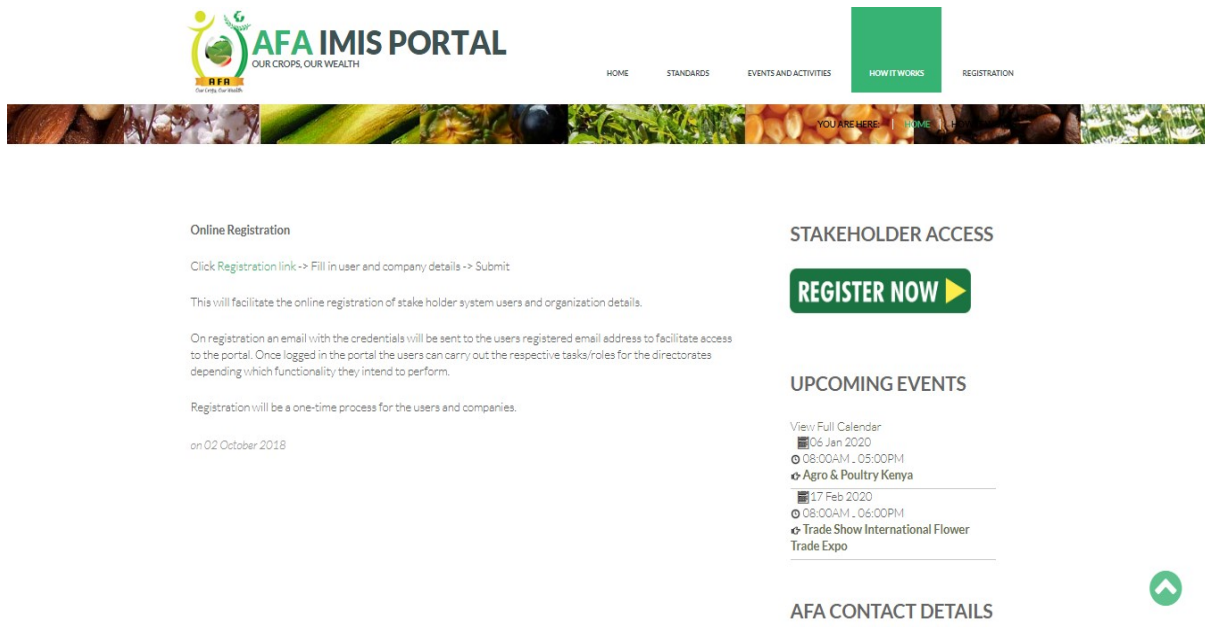 AFA IMIS PORTAL
OUR CROPS, OUR WEALTH
AFA
Our Crops, Our Wealth
HOME
STANDARDS
EVENTS AND ACTIVITIES
HOW IT WORKS
REGISTRATION
YOU ARE HERE: | HOME |
Online Registration
Click Registration link -> Fill in user and company details -> Submit
This will facilitate the online registration of stake holder system users and organization details.
On registration an email with the credentials will be sent to the users registered email address to facilitate access
to the portal. Once logged in the portal the users can carry out the respective tasks/roles for the directorates
depending which functionality they intend to perform.
Registration will be a one-time process for the users and companies.
on 02 October 2018
STAKEHOLDER ACCESS
REGISTER NOW
UPCOMING EVENTS
View Full Calendar
06 Jan 2020
08:00AM - 05:00PM
Agro & Poultry Kenya
17 Feb 2020
08:00AM - 06:00PM
Trade Show International Flower
Trade Expo
AFA CONTACT DETAILS